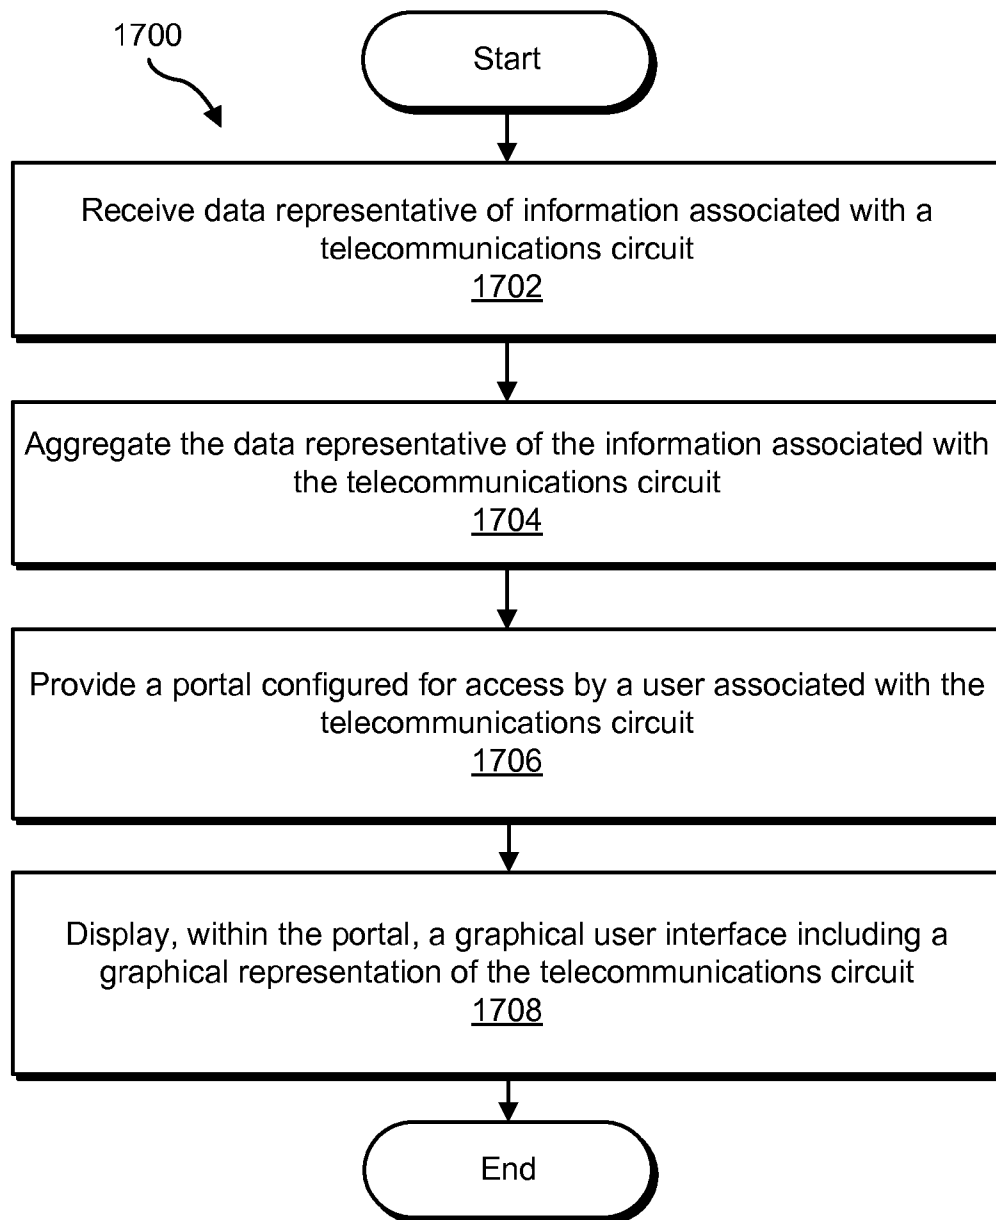 1700
Start
Receive data representative of information associated with a
telecommunications circuit
1702
Aggregate the data representative of the information associated with
the telecommunications circuit
1704
Provide a portal configured for access by a user associated with the
telecommunications circuit
1706
Display, within the portal, a graphical user interface including a
graphical representation of the telecommunications circuit
1708
End